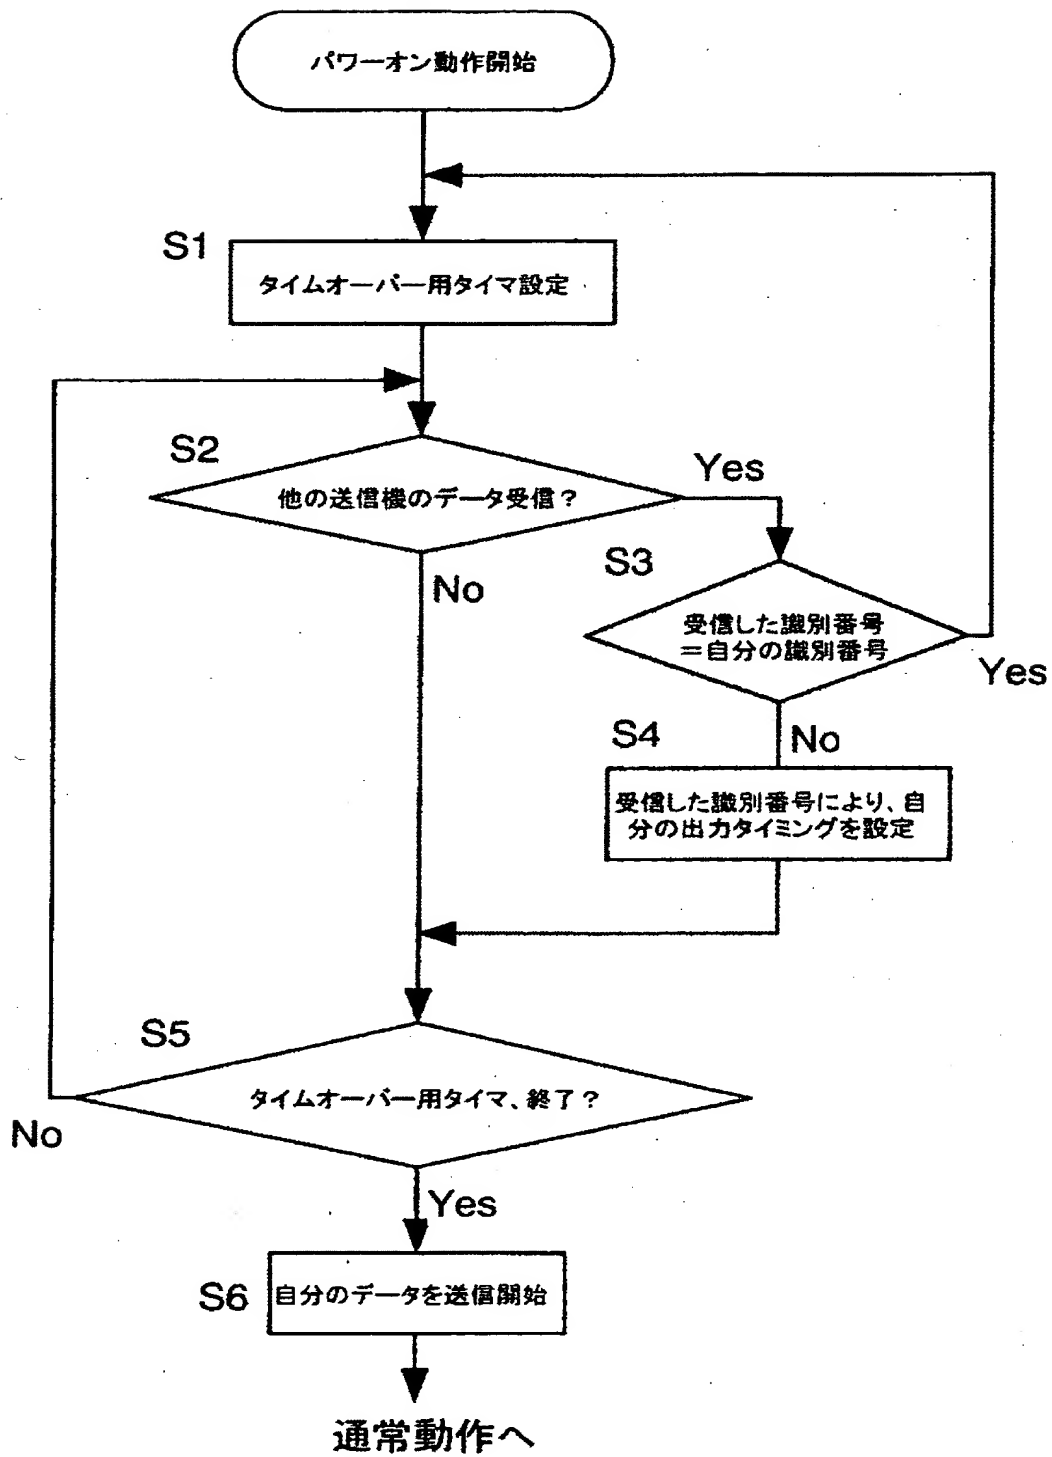 パワーオン動作開始
S1
タイムオーバー用タイマ設定
S2
他の送信機のデータ受信？
Yes
No
S3
受信した識別番号
＝自分の識別番号
Yes
No
S4
受信した識別番号により、自
分の出力タイミングを設定
S5
タイムオーバー用タイマ、終了？
No
Yes
S6
自分のデータを送信開始
通常動作へ